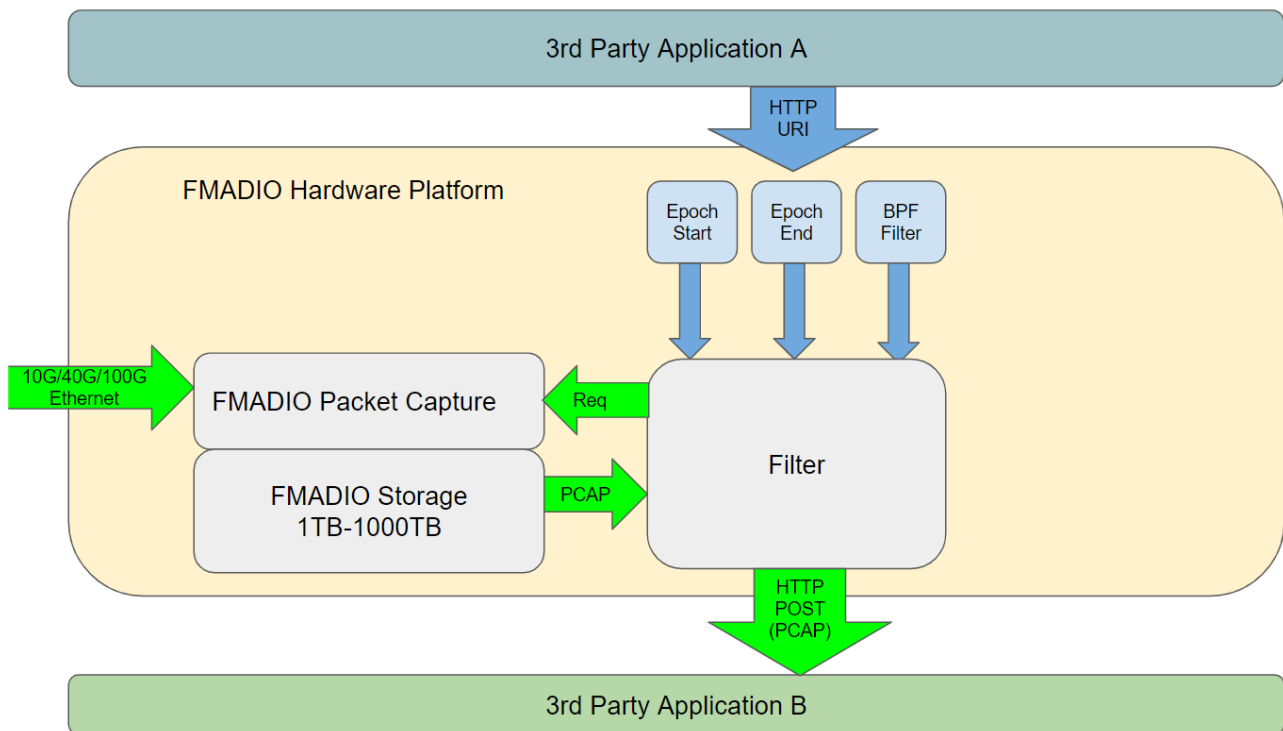 3rd Party Application A
HTTP
URI
FMADIO Hardware Platform
Epoch
Start
Epoch
End
BPF
Filter
10G/40G/100G
Ethernet
FMADIO Packet Capture
Req
Filter
FMADIO Storage
1TB-1000TB
PCAP
HTTP
POST
(PCAP)
3rd Party Application B